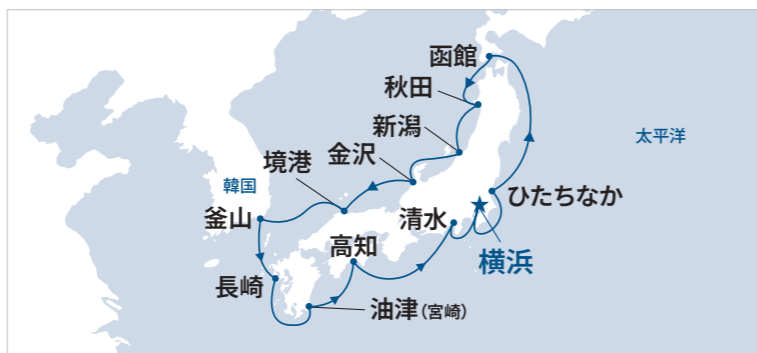 函館
秋田
新潟
太平洋
境港
金沢
韓国
ひたちなか
釜山
高知
清水
横浜
長崎
油津(宮崎)